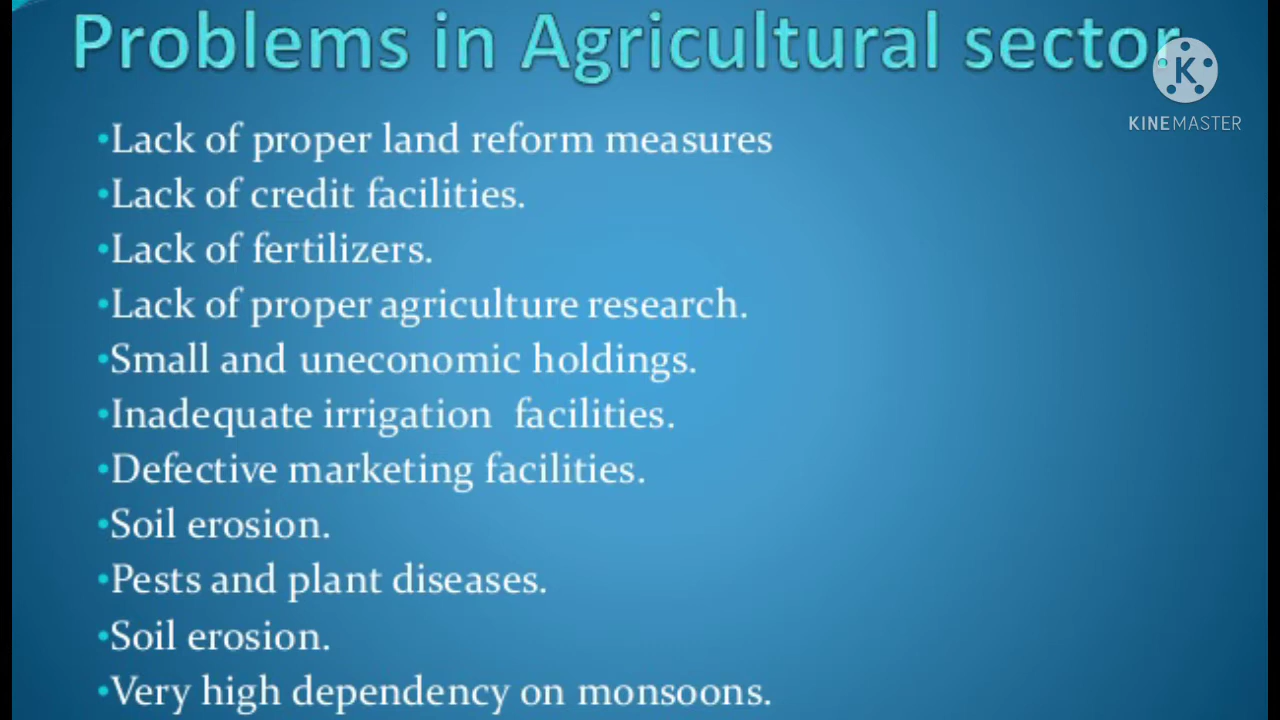 Problems in Agricultural sector
K
KINEMASTER
•Lack of proper land reform measures
•Lack of credit facilities.
•Lack of fertilizers.
•Lack of proper agriculture research.
•Small and uneconomic holdings.
•Inadequate irrigation facilities.
•Defective marketing facilities.
•Soil erosion.
•Pests and plant diseases.
•Soil erosion.
•Very high dependency on monsoons.